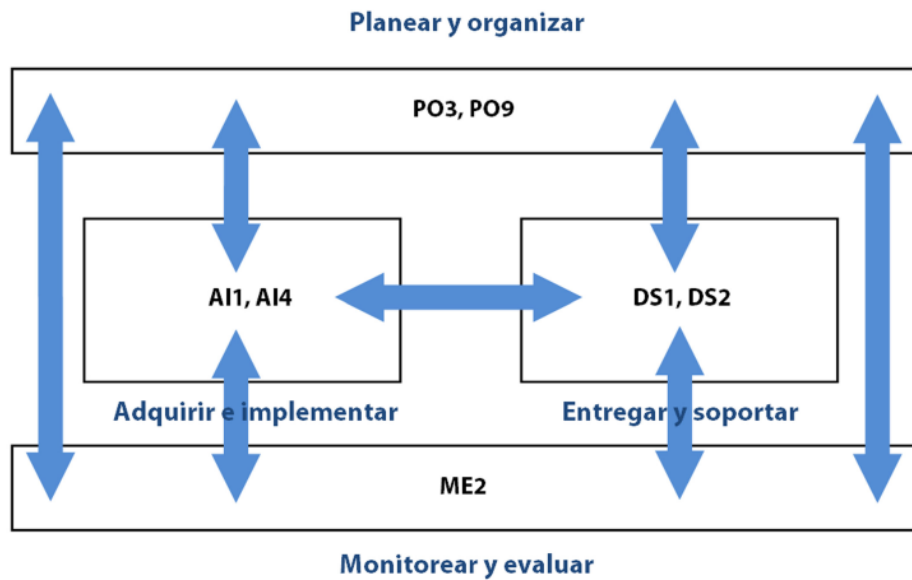 Planear y organizar
PO3, PO9
AI1, AI4
DS1, DS2
Adquirir e implementar
Entregar y soportar
ME2
Monitorear y evaluar